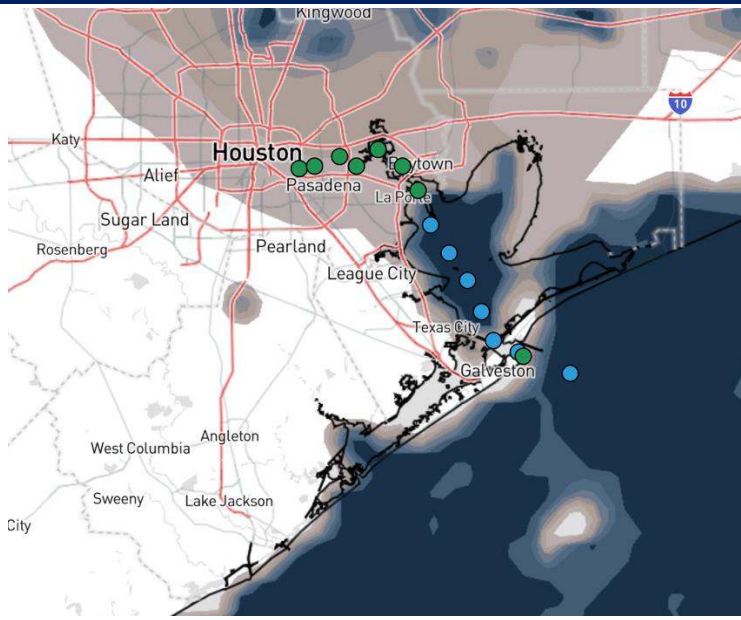 Kingwood
10
Katy
Houston
Baytown
Alief
Pasadena
La Porte
Sugar Land
Rosenberg
Pearland
League City
Texas City
Galveston
Angleton
West Columbia
Sweeny
Lake Jackson
City